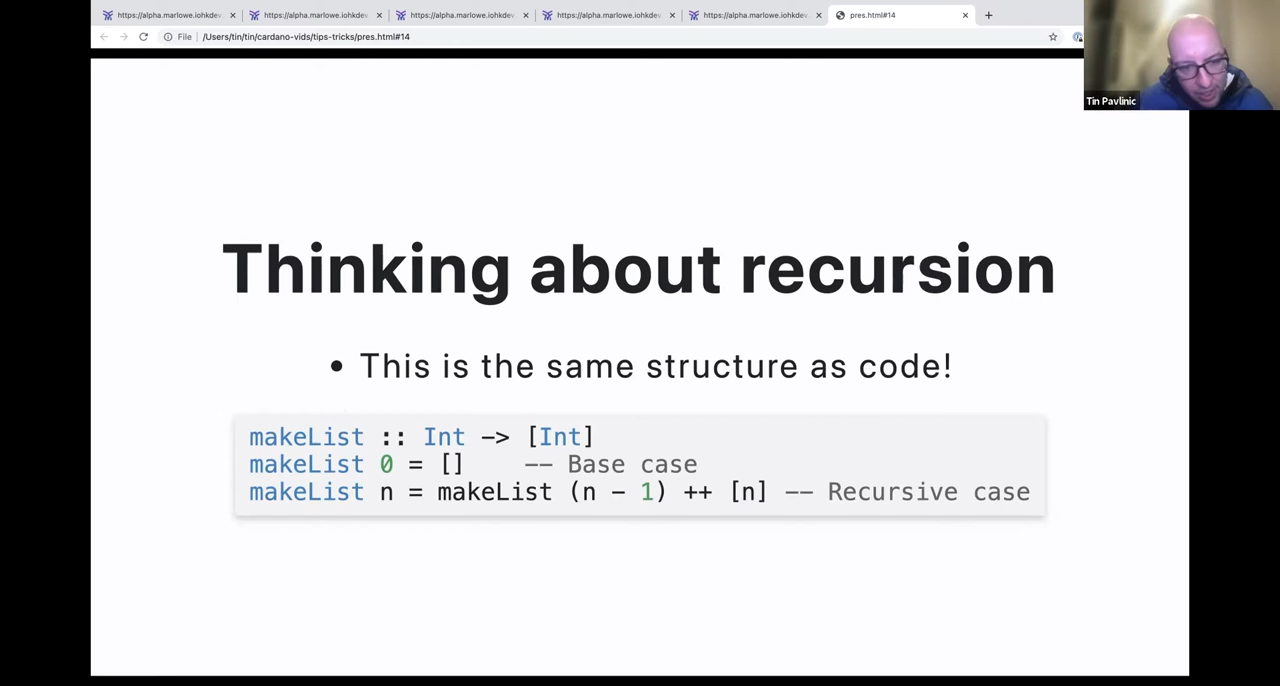 https://alpha.marlowe.iohkdev
https://alpha.marlowe.iohkdev
https://alpha.marlowe.iohkdev
https://alpha.marlowe.iohkdev
https://alpha.marlowe.iohkdev
pres.html#14
File
/Users/tin/tin/cardano-vids/tips-tricks/pres.html#14
Tin Pavlinic
Thinking about recursion
• This is the same structure as code!
makeList :: Int -> [Int]
makeList 0 = [] -- Base case
makeList n = makeList (n - 1) ++ [n] -- Recursive case